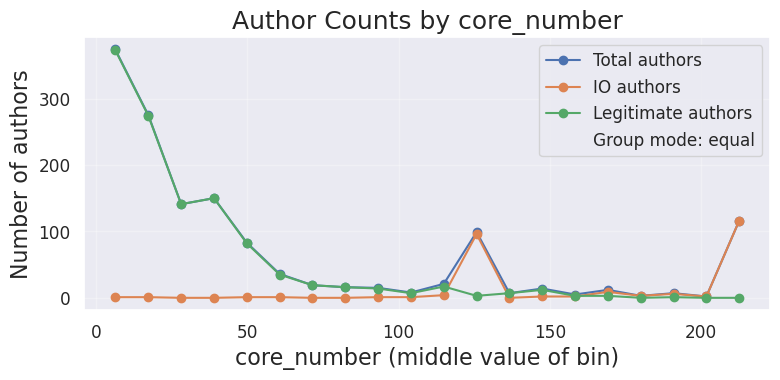 Author Counts by core_number
Number of authors
300
200
100
0
Total authors
IO authors
Legitimate authors
Group mode: equal
0 50 100 150 200
core_number (middle value of bin)